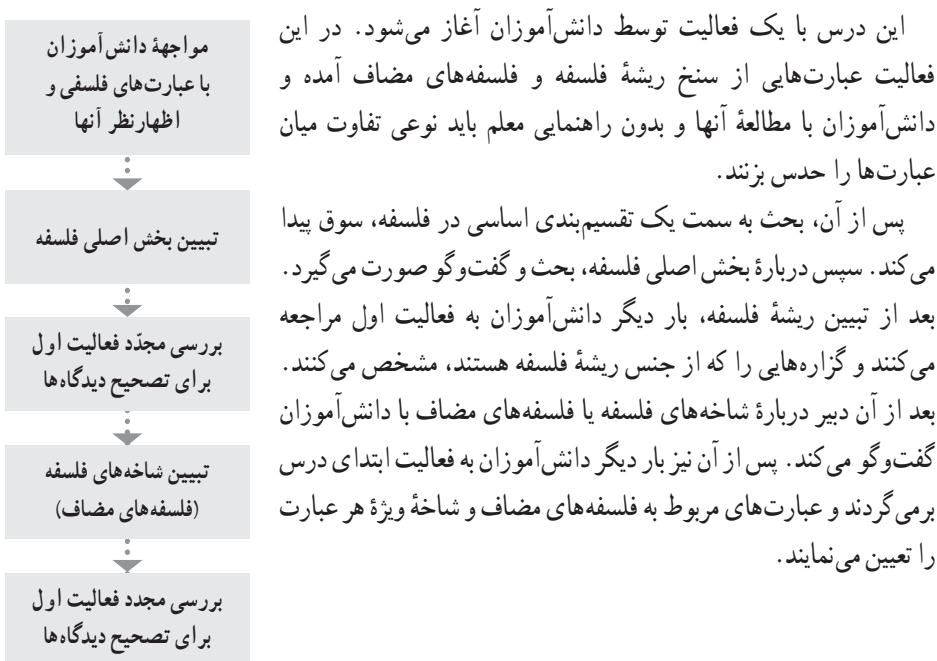 این درس با یک فعالیت توسط دانش‌آموزان آغاز می‌شود. در این
فعالیت عبارت‌هایی از سنخ ریشهٔ فلسفه و فلسفه‌های مضاف آمده و
دانش‌آموزان با مطالعهٔ آنها و بدون راهنمایی معلم باید نوعی تفاوت میان
عبارت‌ها را حدس بزنند.
پس از آن، بحث به سمت یک تقسیم‌بندی اساسی در فلسفه، سوق پیدا
می‌کند. سپس دربارهٔ بخش اصلی فلسفه، بحث و گفت‌وگو صورت می‌گیرد.
بعد از تبیین ریشهٔ فلسفه، بار دیگر دانش‌آموزان به فعالیت اول مراجعه
می‌کنند و گزاره‌هایی را که از جنس ریشهٔ فلسفه هستند، مشخص می‌کنند.
بعد از آن دبیر دربارهٔ شاخه‌های فلسفه یا فلسفه‌های مضاف با دانش‌آموزان
گفت‌وگو می‌کند. پس از آن نیز بار دیگر دانش‌آموزان به فعالیت ابتدای درس
برمی‌گردند و عبارت‌های مربوط به فلسفه‌های مضاف و شاخهٔ ویژهٔ هر عبارت
را تعیین می‌نمایند.
مواجههٔ دانش‌آموزان
با عبارت‌های فلسفی و
اظهارنظر آنها
تبیین بخش اصلی فلسفه
بررسی مجدّد فعالیت اول
برای تصحیح دیدگاه‌ها
تبیین شاخه‌های فلسفه
(فلسفه‌های مضاف)
بررسی مجدد فعالیت اول
برای تصحیح دیدگاه‌ها